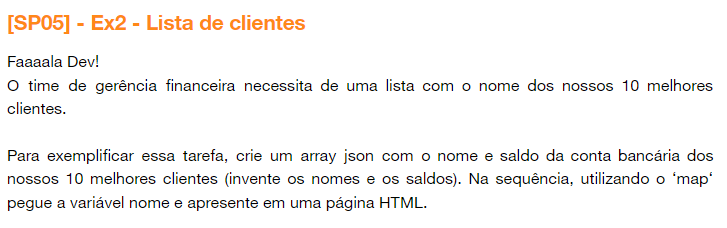 [SP05] - Ex2 - Lista de clientes
Faaaala Dev!
O time de gerência financeira necessita de uma lista com o nome dos nossos 10 melhores
clientes.
Para exemplificar essa tarefa, crie um array json com o nome e saldo da conta bancária dos
nossos 10 melhores clientes (invente os nomes e os saldos). Na sequência, utilizando o ‘map‘
pegue a variável nome e apresente em uma página HTML.